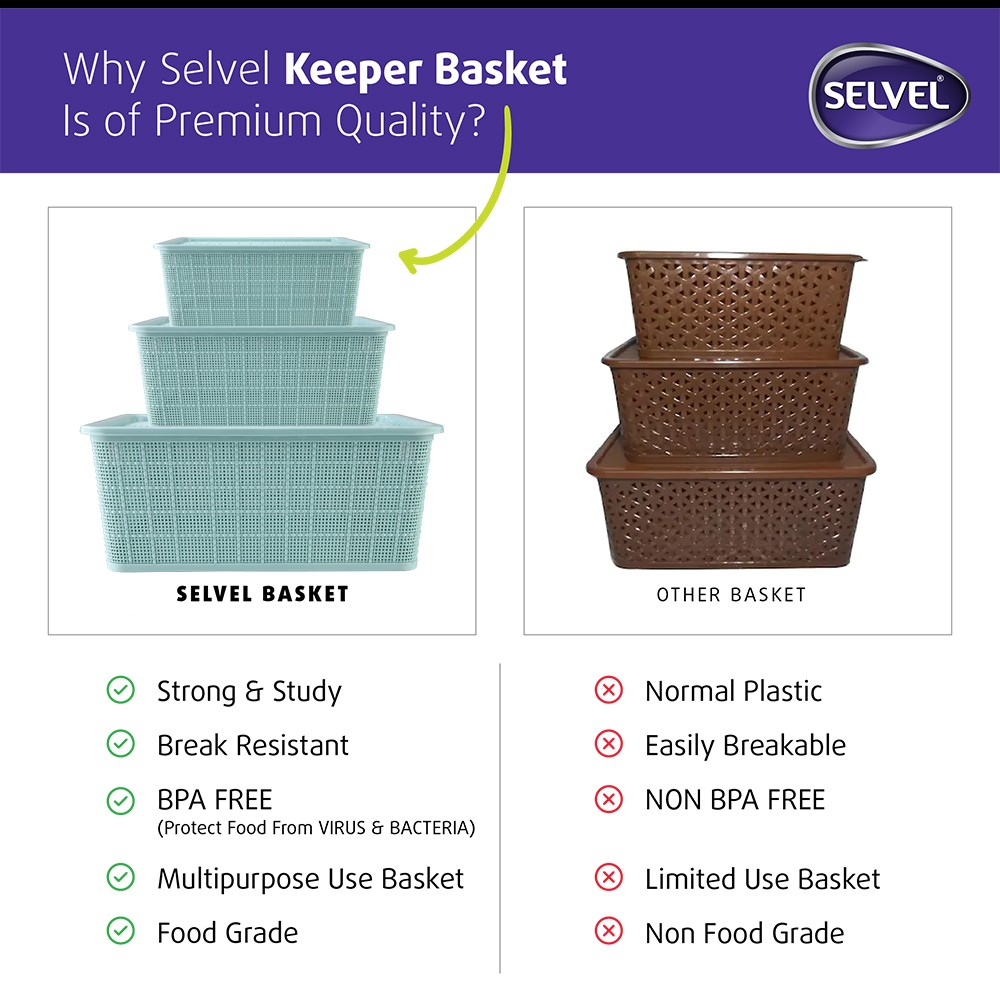 Why Selvel Keeper Basket
Is of Premium Quality?
SELVEL®
SELVEL BASKET
OTHER BASKET
Strong & Study
Break Resistant
BPA FREE
(Protect Food From VIRUS & BACTERIA)
Multipurpose Use Basket
Food Grade
Normal Plastic
Easily Breakable
NON BPA FREE
Limited Use Basket
Non Food Grade